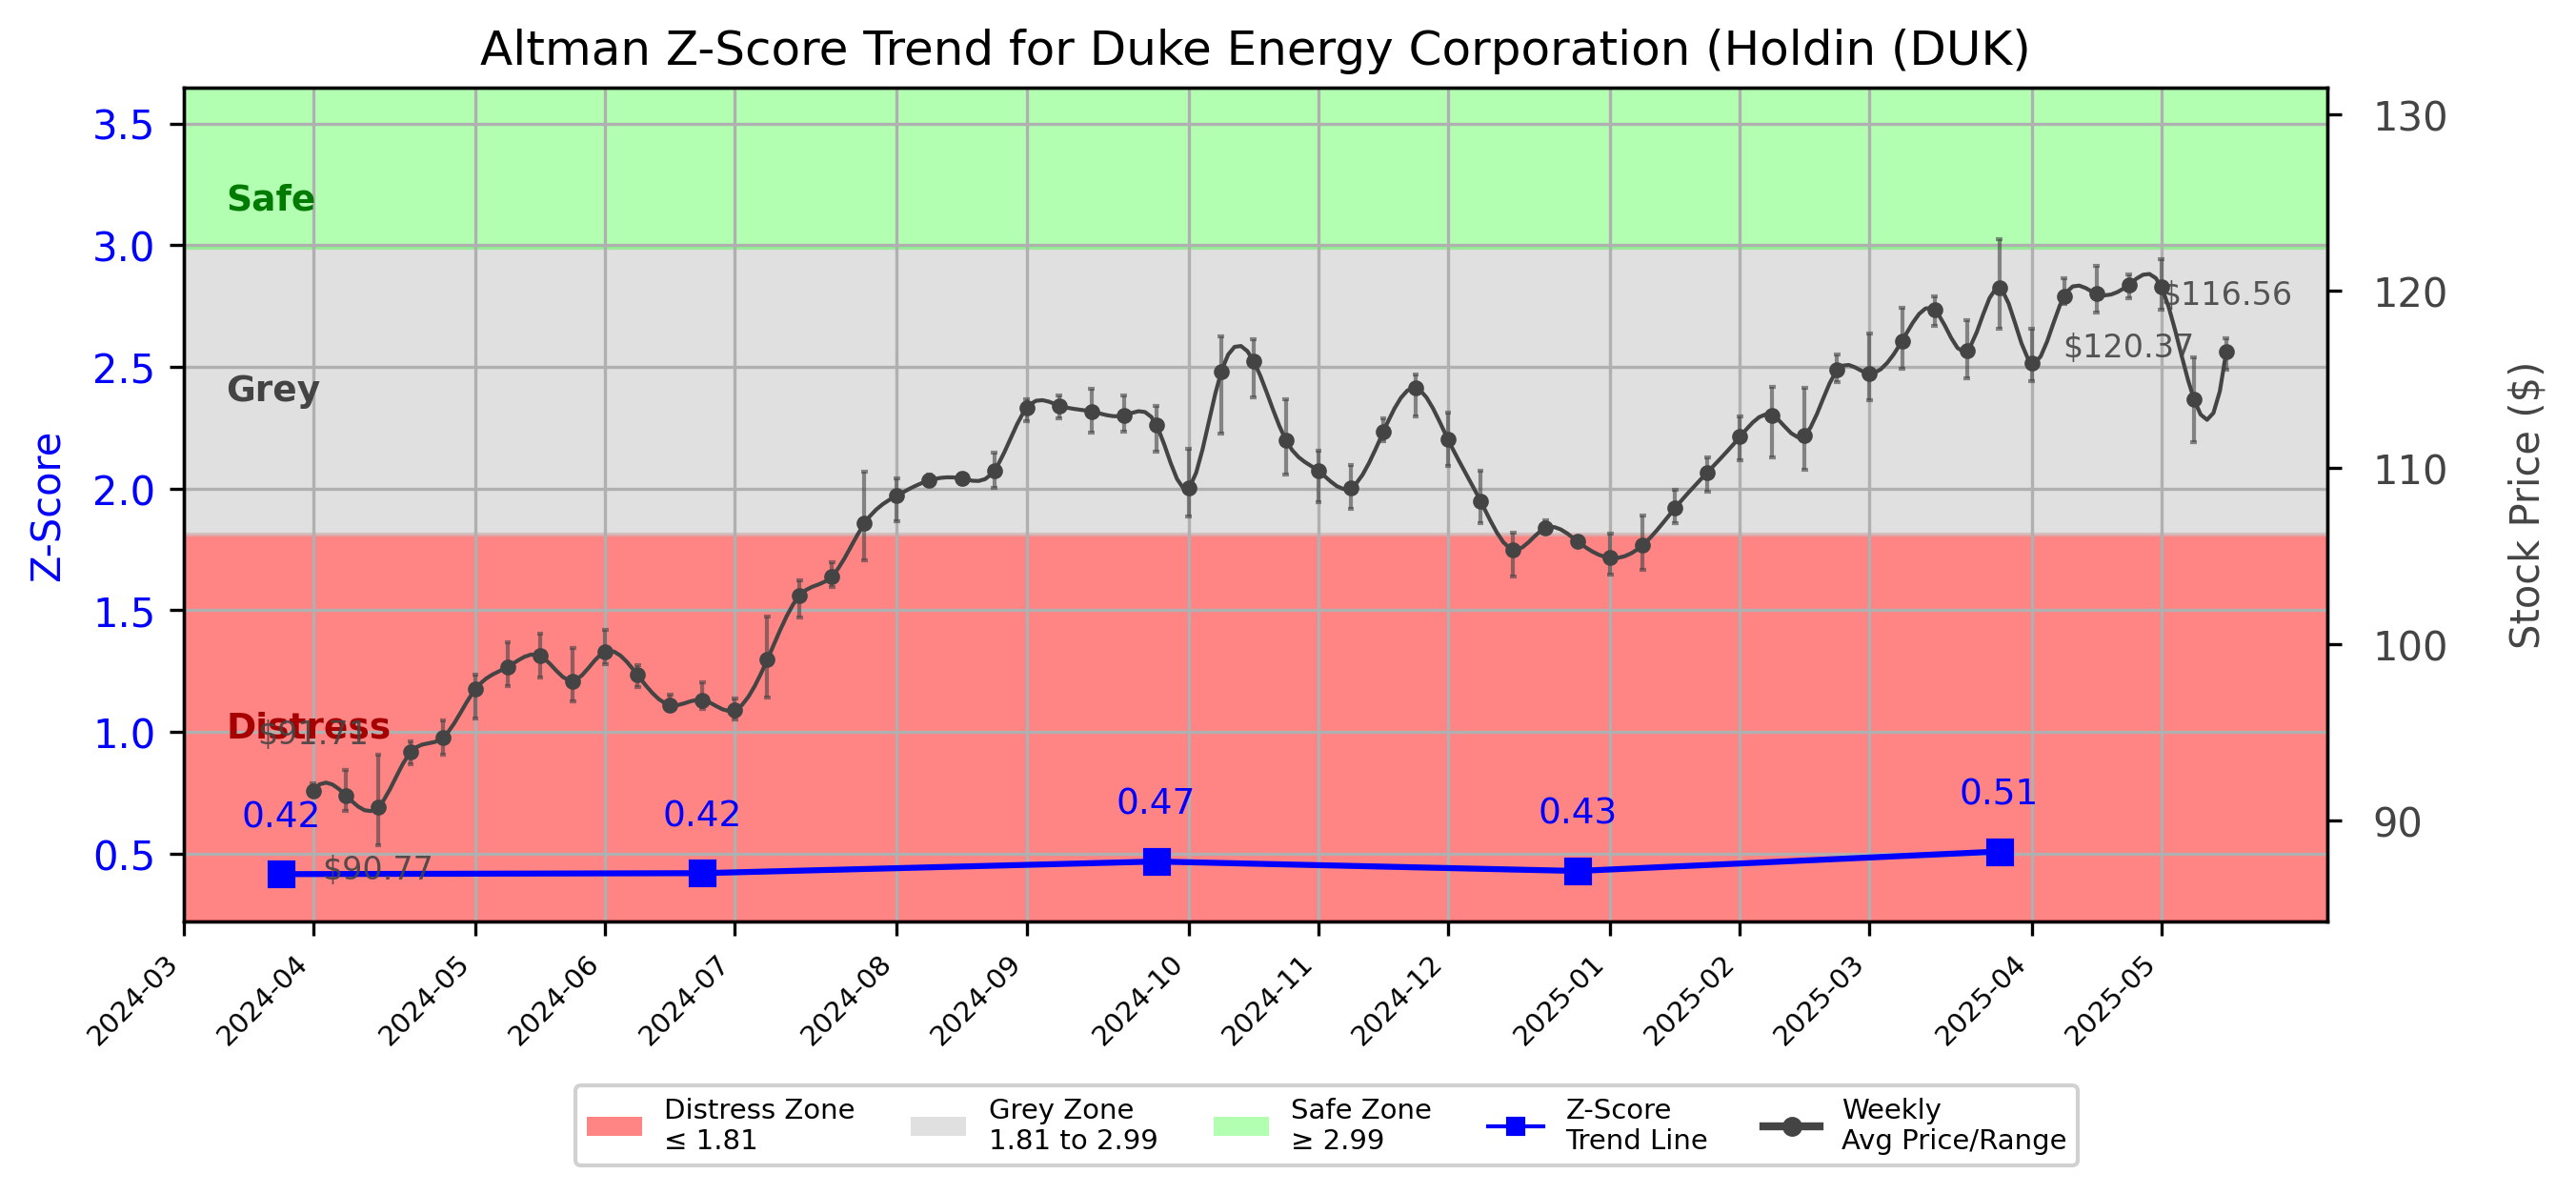 Altman Z-Score Trend for Duke Energy Corporation (Holdin (DUK)
Z-Score
3.5
3.0
2.5
2.0
1.5
1.0
0.5
Safe
Grey
Distress
$91.71
$90.77
$120.37
$116.56
0.42
0.42
0.47
0.43
0.51
130
120
110
100
90
Stock Price ($)
2024-03
2024-04
2024-05
2024-06
2024-07
2024-08
2024-09
2024-10
2024-11
2024-12
2025-01
2025-02
2025-03
2025-04
2025-05
Distress Zone
≤ 1.81
Grey Zone
1.81 to 2.99
Safe Zone
≥ 2.99
Z-Score
Trend Line
Weekly
Avg Price/Range